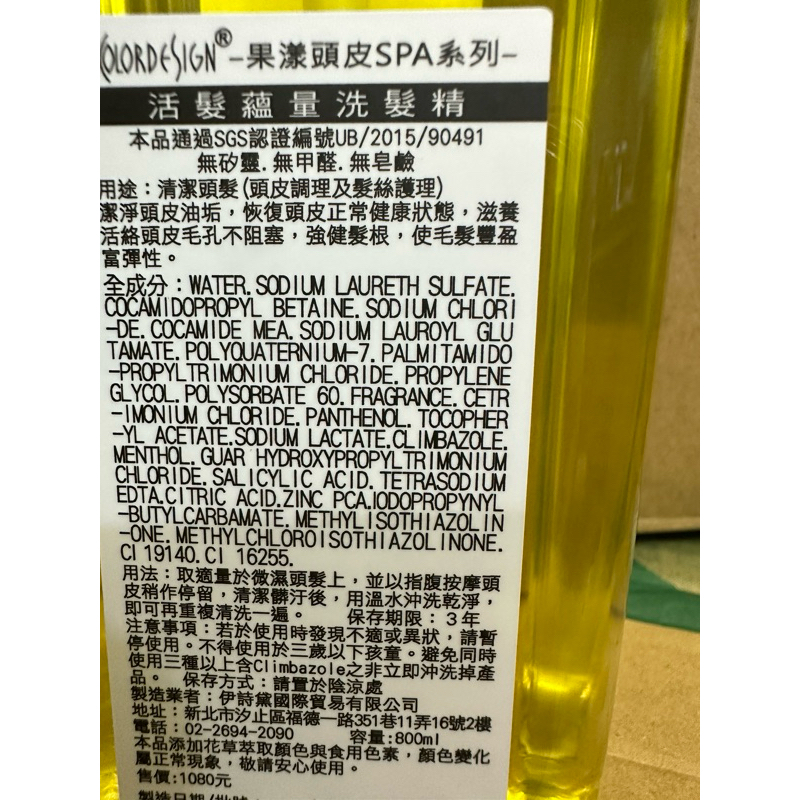 COLORDESIGN®-果漾頭皮SPA系列-
活髮蘊量洗髮精
本品通過SGS認證編號UB/2015/90491
無矽靈.無甲醛.無皂鹼
用途：清潔頭髮(頭皮調理及髮絲護理)
潔淨頭皮油垢，恢復頭皮正常健康狀態，滋養
活絡頭皮毛孔不阻塞，強健髮根，使毛髮豐盈
富彈性。
全成分：WATER.SODIUM LAURETH SULFATE.
COCAMIDOPROPYL BETAINE.SODIUM CHLORI
-DE.COCAMIDE MEA.SODIUM LAUROYL GLU
TAMATE.POLYQUATERNIUM-7.PALMITAMIDO
-PROPYLTRIMONIUM CHLORIDE.PROPYLENE
GLYCOL.POLYSORBATE 60.FRAGRANCE.CETR
-IMONIUM CHLORIDE.PANTHENOL.TOCOPHER
-YL ACETATE.SODIUM LACTATE.CLIMBAZOLE.
MENTHOL.GUAR HYDROXYPROPYLTRIMONIUM
CHLORIDE.SALICYLIC ACID.TETRASODIUM
EDTA.CITRIC ACID.ZINC PCA.IODOPROPYNYL
-BUTYLCARBAMATE.METHYLISOTHIAZOLIN
-ONE.METHYLCHLOROISOTHIAZOLINONE.
CI 19140.CI 16255.
用法：取適量於微濕頭髮上，並以指腹按摩頭
皮稍作停留，清潔髒汙後，用溫水沖洗乾淨，
即可再重複清洗一遍。 保存期限：3年
注意事項：若於使用時發現不適或異狀，請暫
停使用。不得使用於三歲以下孩童。避免同時
使用三種以上含Climbazole之非立即沖洗掉產
品。 保存方式：請置於陰涼處
製造業者：伊詩黛國際貿易有限公司
地址：新北市汐止區福德一路351巷11弄16號2樓
電話：02-2694-2090 容量:800ml
本品添加花草萃取顏色與食用色素，顏色變化
屬正常現象，敬請安心使用。
售價:1080元
製造日期/批號